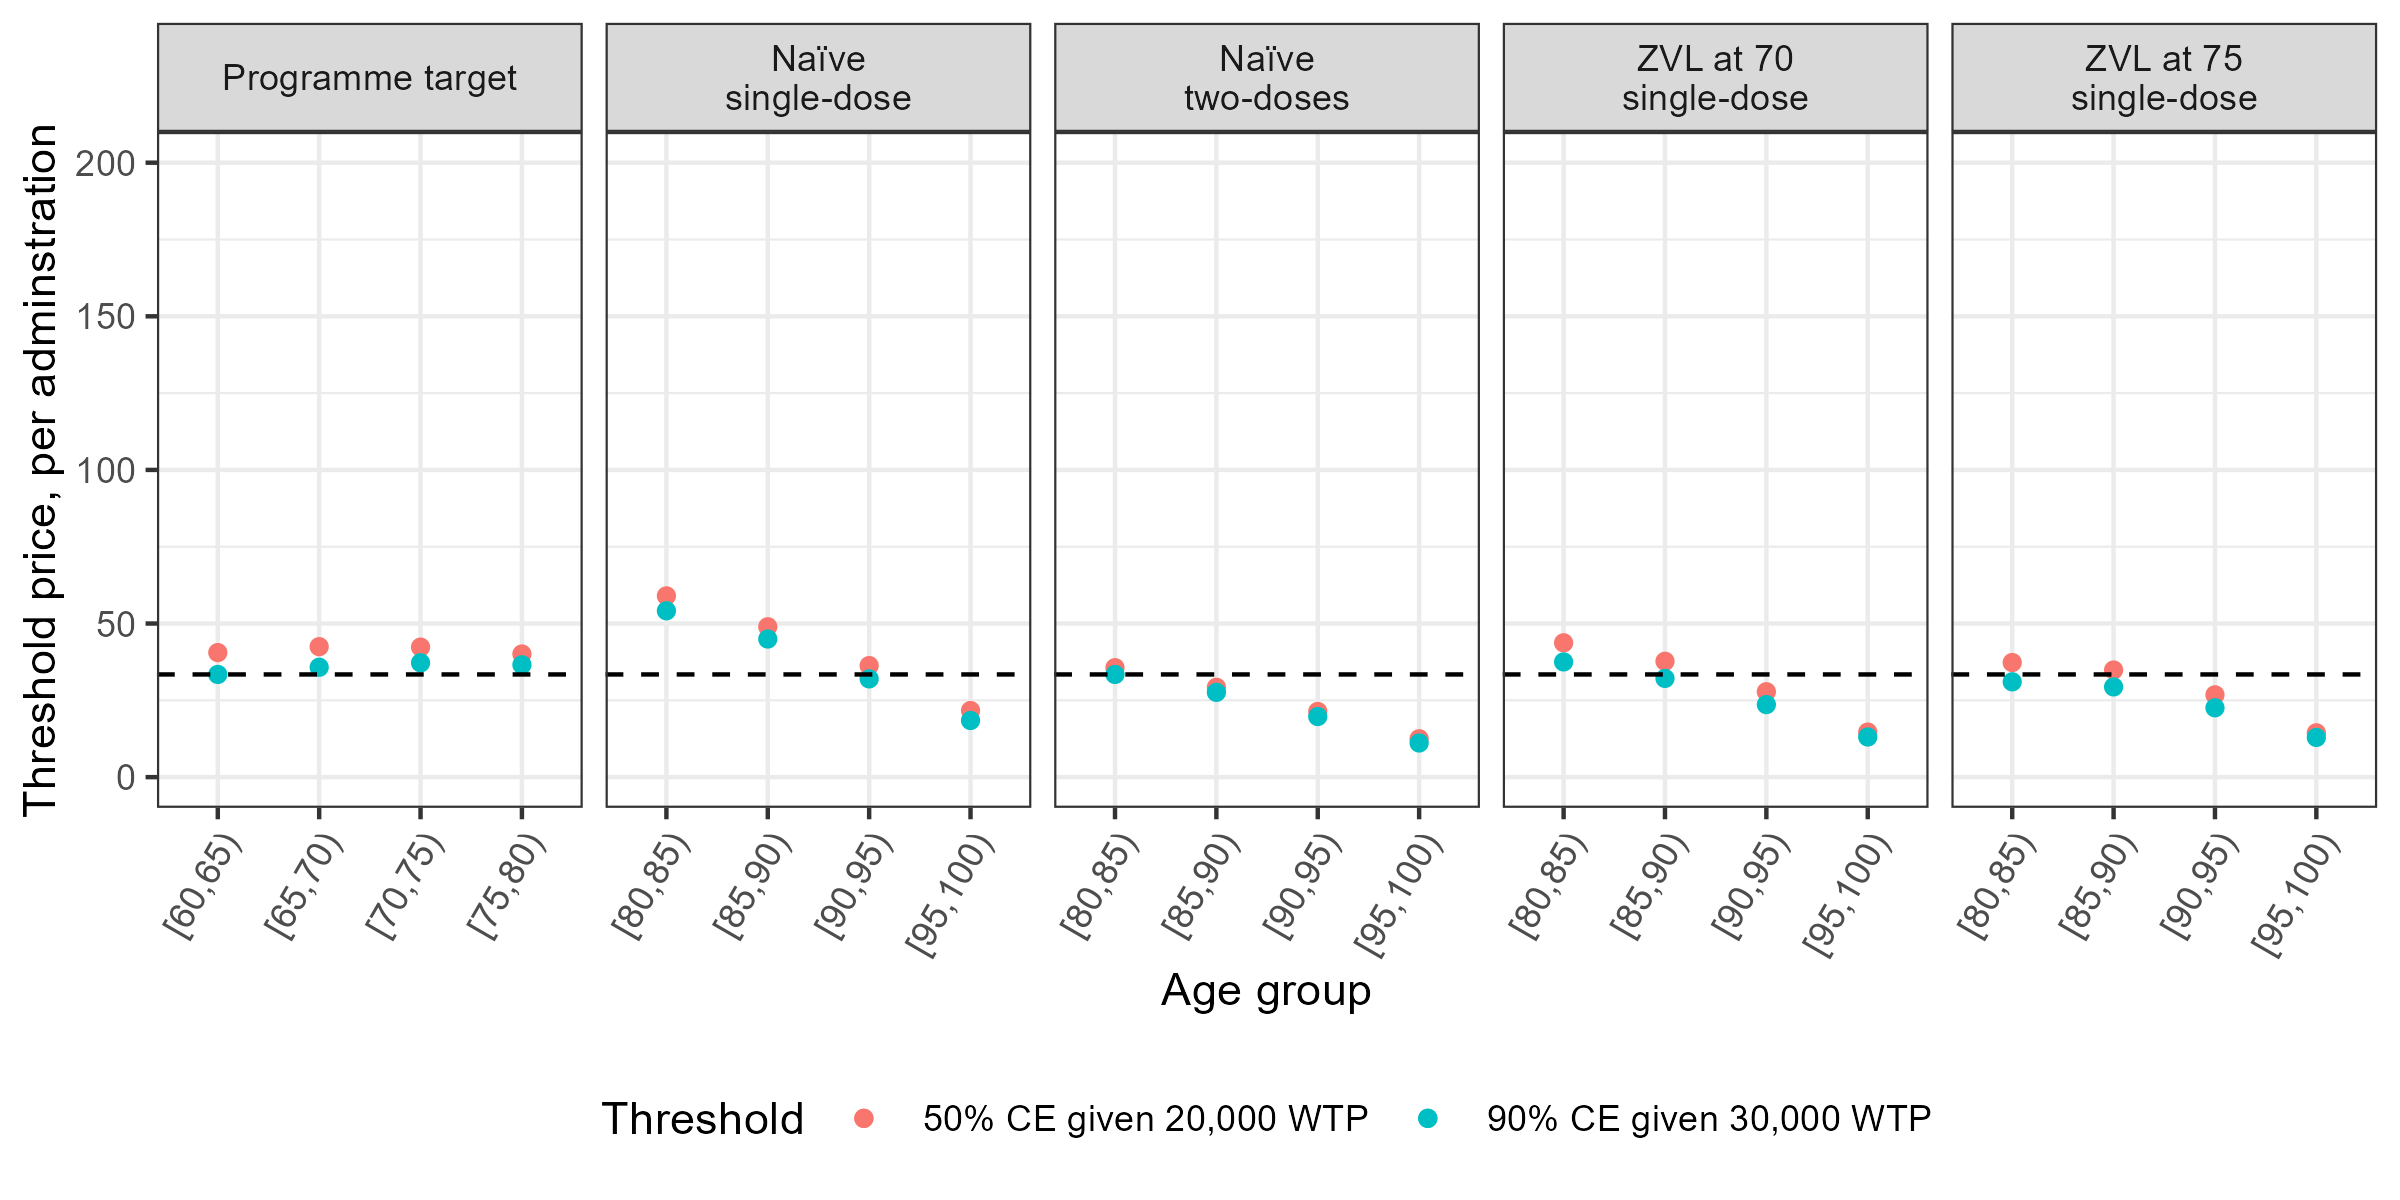 Programme target
Naïve
single-dose
Naïve
two-doses
ZVL at 70
single-dose
ZVL at 75
single-dose
Threshold price, per adminstration
200
150
100
50
0
[60,65)
[65,70)
[70,75)
[75,80)
[80,85)
[85,90)
[90,95)
[95,100)
[80,85)
[85,90)
[90,95)
[95,100)
[80,85)
[85,90)
[90,95)
[95,100)
[80,85)
[85,90)
[90,95)
[95,100)
Age group
Threshold
50% CE given 20,000 WTP
90% CE given 30,000 WTP